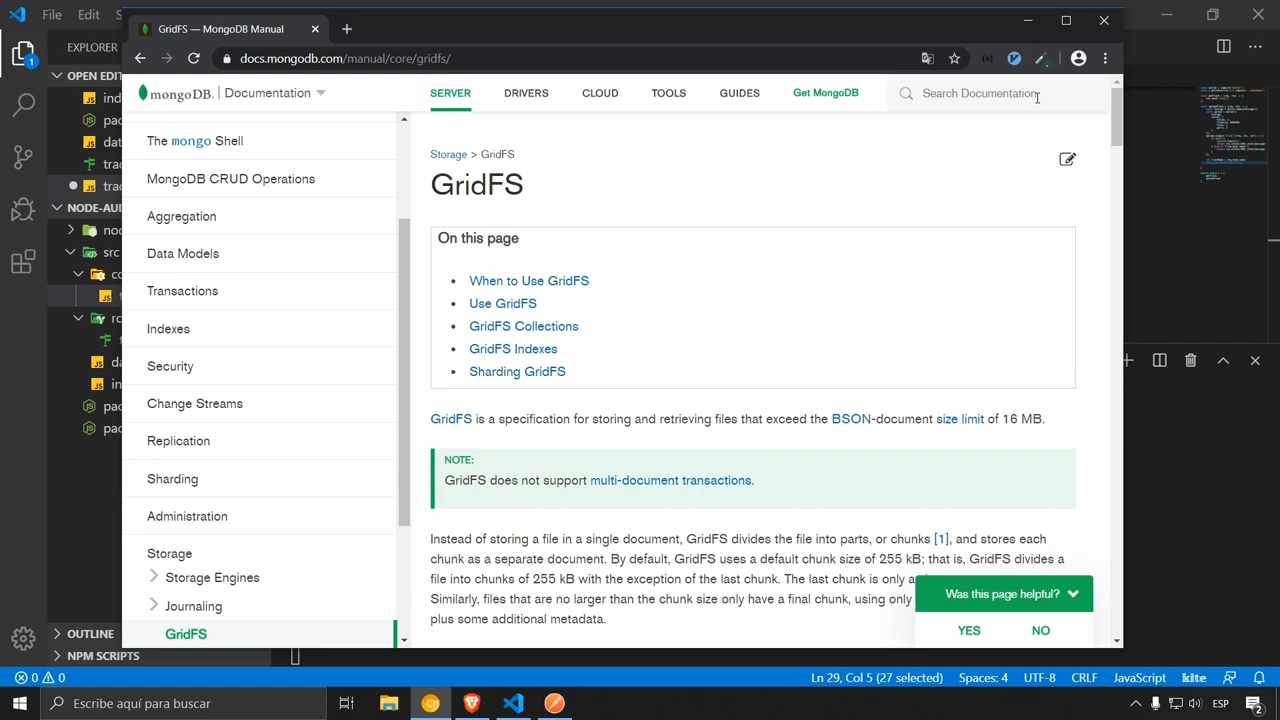 File
Ed
GridFS — MongoDB Manual
EXPLORER
docs.mongodb.com/manual/core/gridfs/
OPEN EDIT
mongoDB. | Documentation
SERVER
DRIVERS
CLOUD
TOOLS
GUIDES
Get MongoDB
Search Documentation
NODE-AUD
src
The mongo Shell
MongoDB CRUD Operations
Aggregation
Data Models
Transactions
Indexes
Security
Change Streams
Replication
Sharding
Administration
Storage
Storage Engines
Journaling
GridFS
Storage > GridFS
GridFS
On this page
When to Use GridFS
Use GridFS
GridFS Collections
GridFS Indexes
Sharding GridFS
GridFS is a specification for storing and retrieving files that exceed the BSON-document size limit of 16 MB.
NOTE:
GridFS does not support multi-document transactions.
Instead of storing a file in a single document, GridFS divides the file into parts, or chunks [1], and stores each
chunk as a separate document. By default, GridFS uses a default chunk size of 255 kB; that is, GridFS divides a
file into chunks of 255 kB with the exception of the last chunk. The last chunk is only a
Similarly, files that are no larger than the chunk size only have a final chunk, using only
plus some additional metadata.
Was this page helpful?
YES
NO
OUTLINE
NPM SCRIPTS
0 0
Ln 29, Col 5 (27 selected)
Spaces: 4
UTF-8
CRLF
JavaScript
kite
Escribe aquí para buscar
ESP
2